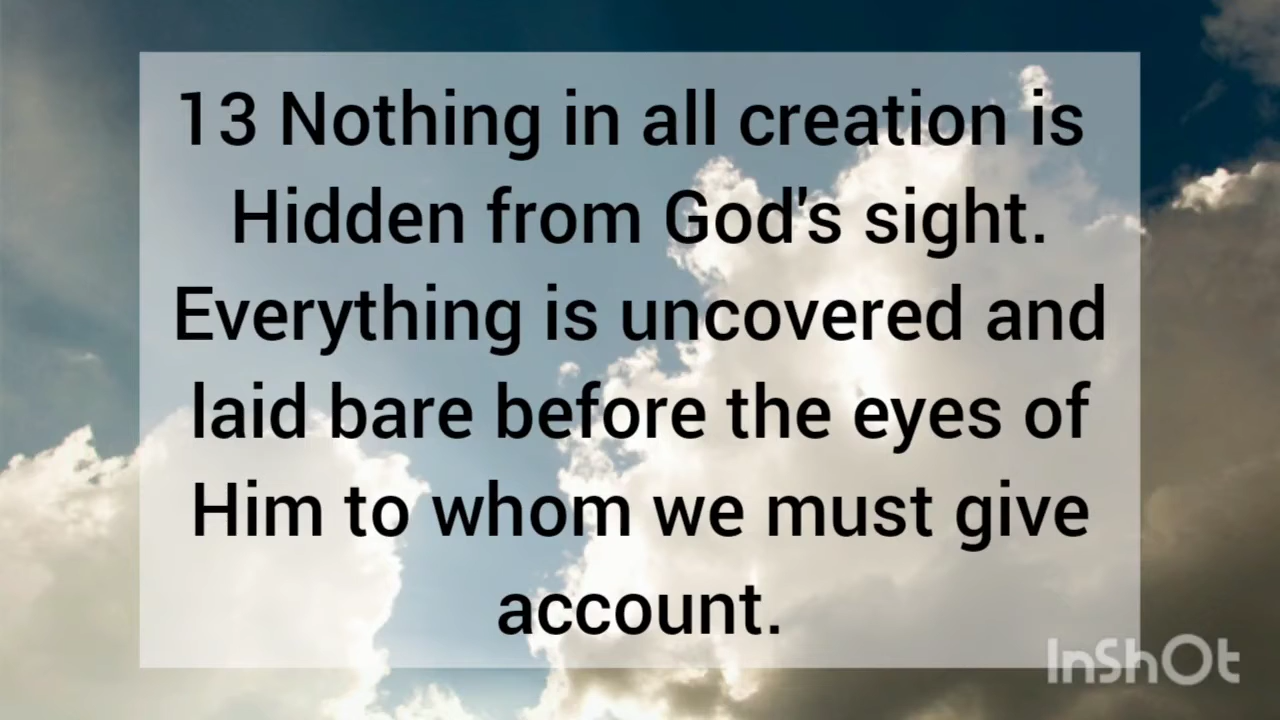 13 Nothing in all creation is
Hidden from God's sight.
Everything is uncovered and
laid bare before the eyes of
Him to whom we must give
account.
InShOt